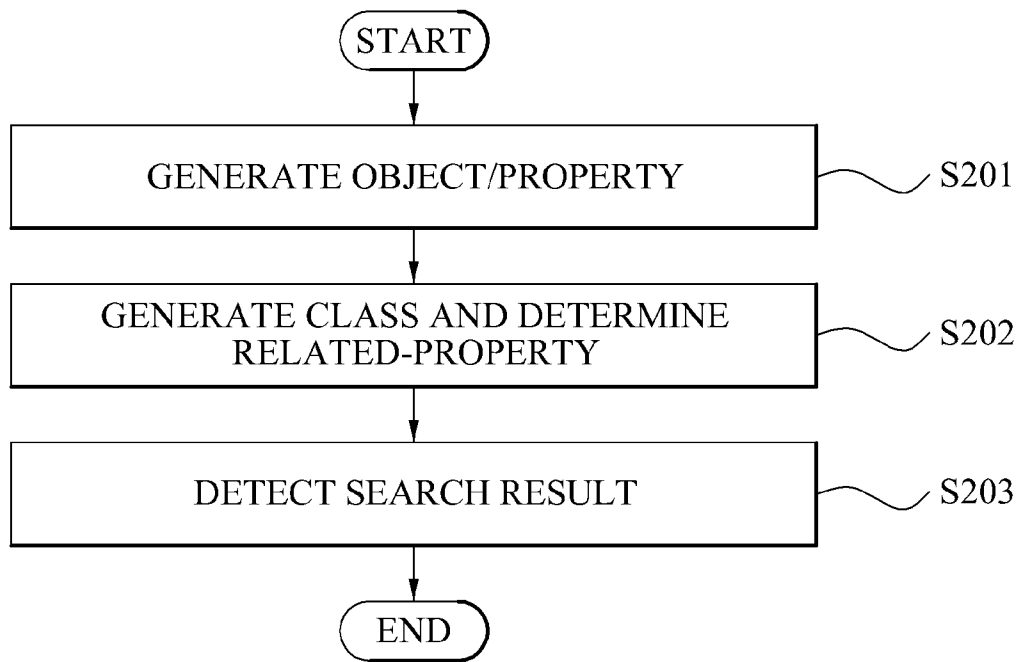 START
GENERATE OBJECT/PROPERTY
S201
GENERATE CLASS AND DETERMINE
RELATED-PROPERTY
S202
DETECT SEARCH RESULT
S203
END